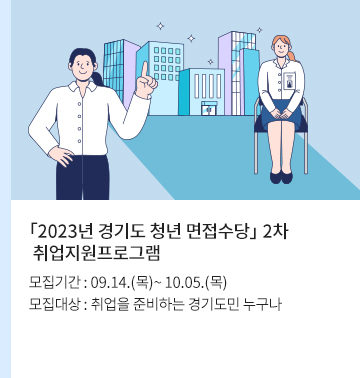 「2023년 경기도 청년 면접수당」 2차
취업지원프로그램
모집기간 : 09.14.(목)~ 10.05.(목)
모집대상 : 취업을 준비하는 경기도민 누구나